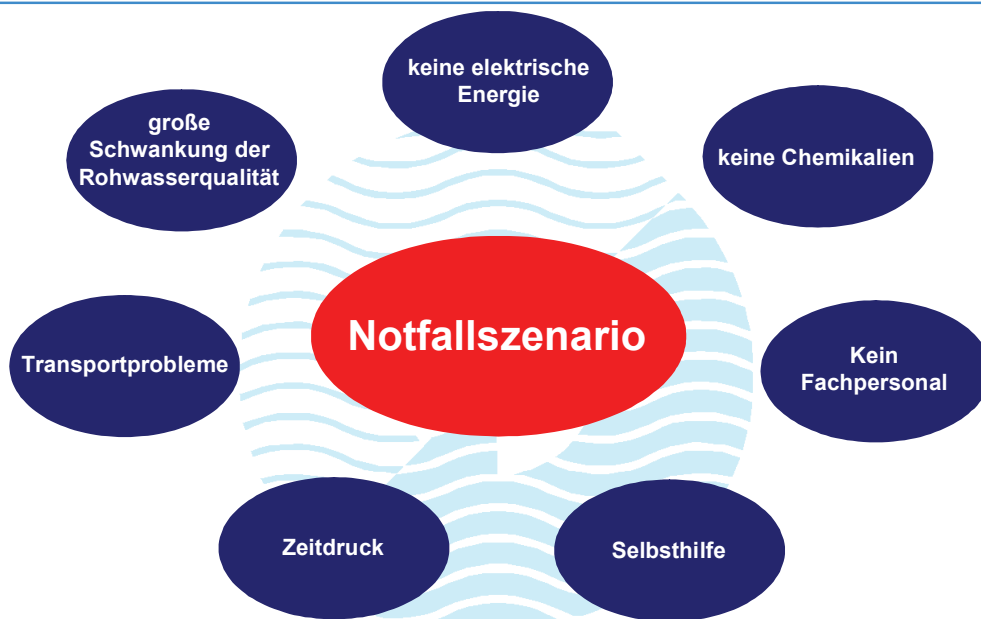 keine elektrische
Energie
große
Schwankung der
Rohwasserqualität
keine Chemikalien
Notfallszenario
Transportprobleme
Kein
Fachpersonal
Zeitdruck
Selbsthilfe